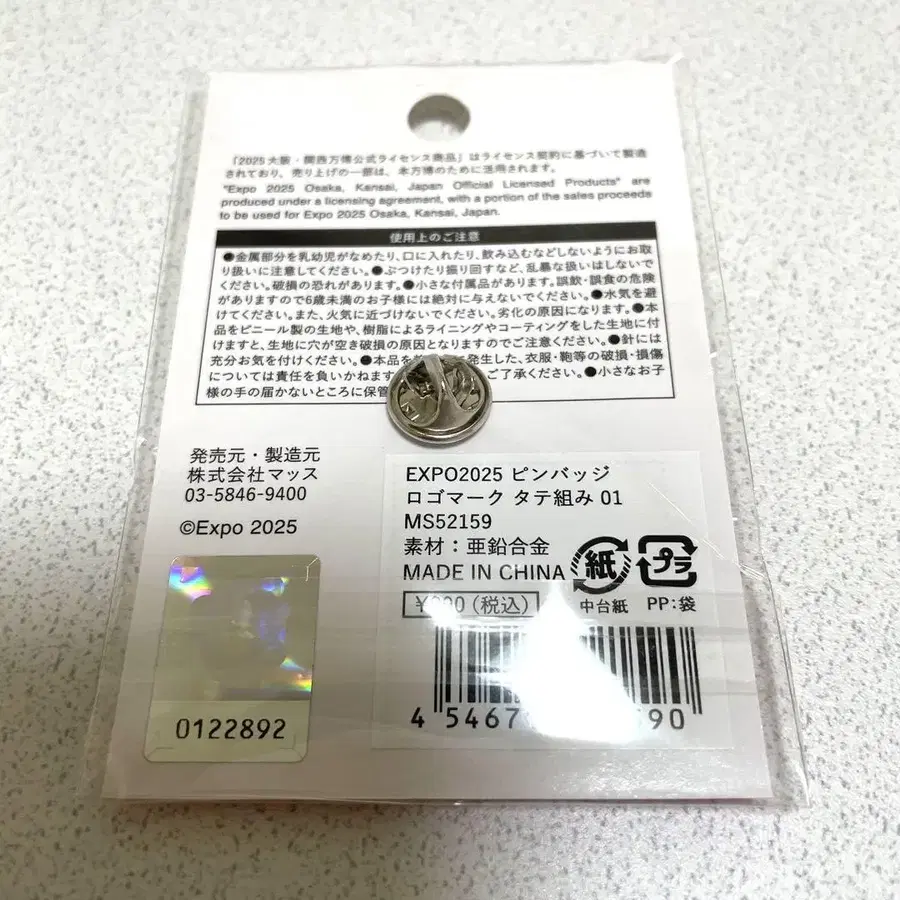 「2025 大阪・関西万博公式ライセンス商品」はライセンス契約に基づいて製造
されており、売り上げの一部は、本万博のために活用されます。
"Expo 2025 Osaka, Kansai, Japan Official Licensed Products" are
produced under a licensing agreement, with a portion of the sales proceeds
to be used for Expo 2025 Osaka, Kansai, Japan.
使用上のご注意
●金属部分を乳幼児がなめたり、口に入れたり、飲み込むなどしないようにお取
り扱いに注意してください。●ぶつけたり振り回すなど、乱暴な扱いはしないで
ください。破損の恐れがあります。●小さな付属品があります。誤飲・誤食の危険
がありますので6歳未満のお子様には絶対に与えないでください。●水気を避
けてください。また、火気に近づけないでください。劣化の原因になります。●本
品をビニール製の生地や、樹脂によるライニングやコーティングをした生地に付
けますと、生地に穴が空き破損の原因となりますのでご注意ください。●針には
充分お気を付けください。●本品を 発生した、衣服・鞄等の破損・損傷
については責任を負いかねます ご了承ください。●小さなお子
様の手の届かないところに保管
発売元・製造元
株式会社マッス
03-5846-9400
©Expo 2025
0122892
EXPO2025 ピンバッジ
ロゴマーク タテ組み 01
MS52159
素材：亜鉛合金
MADE IN CHINA
(税込)
紙
中台紙
プラ
PP:袋
4 5467 90